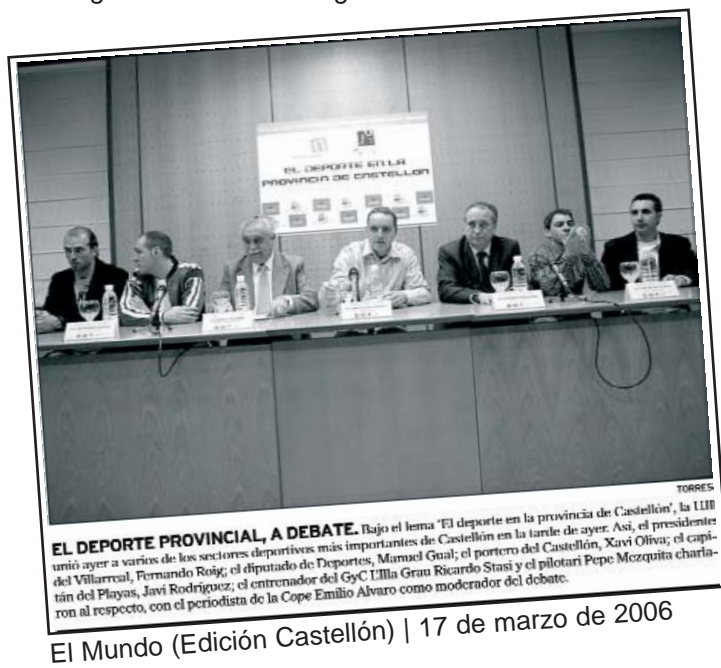 EL DEPORTE EN LA
PROVINCIA DE CASTELLON
TORRES
EL DEPORTE PROVINCIAL, A DEBATE. Bajo el lema 'El deporte en la provincia de Castellón', la
unió ayer a varios de los sectores deportivos más importantes de Castellón en la tarde de ayer. Así, el presidente
del Villarreal, Fernando Roig; el diputado de Deportes, Manuel Gual; el portero del Castellón, Xavi Oliva; el capi-
tán del Playas, Javi Rodríguez; el entrenador del GyC L'Illa Grau Ricardo Stasi y el pilotari Pepe Mezquita charla-
ron al respecto, con el periodista de la Cope Emilio Alvaro como moderador del debate.
El Mundo (Edición Castellón) | 17 de marzo de 2006